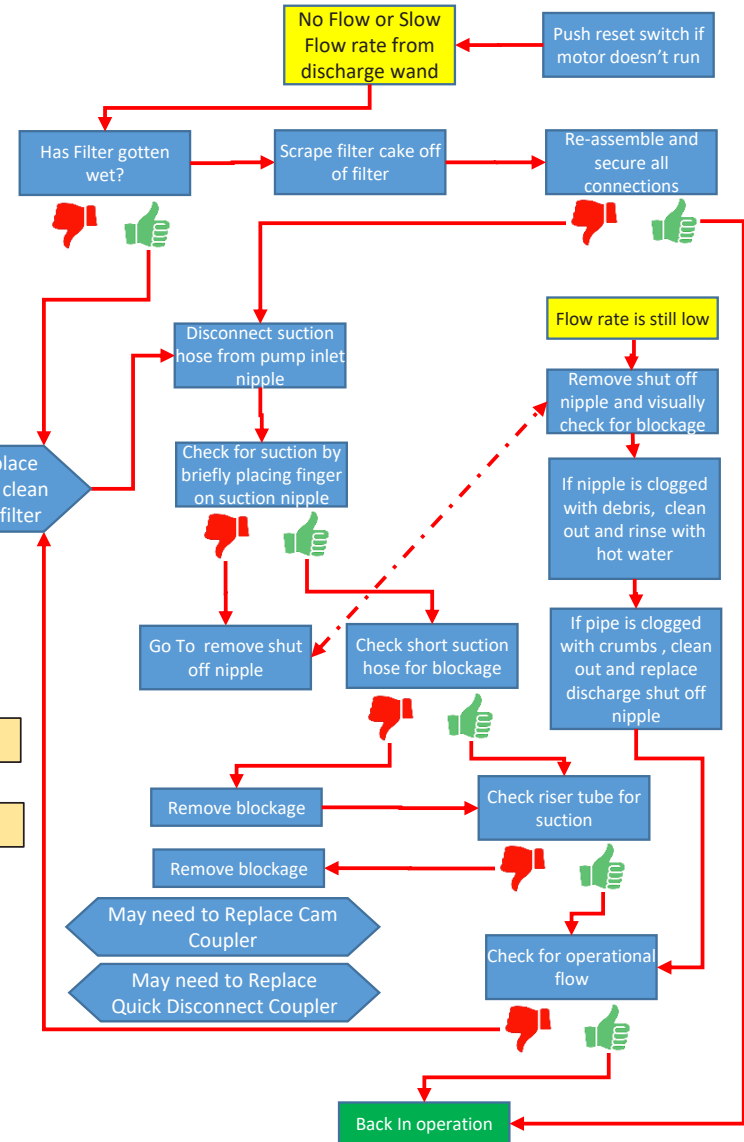 No Flow or Slow
Flow rate from
discharge wand
Push reset switch if
motor doesn't run
Has Filter gotten
wet?
Scrape filter cake off
of filter
Re-assemble and
secure all
connections
Disconnect suction
hose from pump inlet
nipple
Flow rate is still low
Remove shut off
nipple and visually
check for blockage
Check for suction by
briefly placing finger
on suction nipple
clean
filter
If nipple is clogged
with debris, clean
out and rinse with
hot water
Go To remove shut
off nipple
Check short suction
hose for blockage
If pipe is clogged
with crumbs , clean
out and replace
discharge shut off
nipple
Remove blockage
Check riser tube for
suction
Remove blockage
May need to Replace Cam
Coupler
Check for operational
flow
May need to Replace
Quick Disconnect Coupler
Back In operation